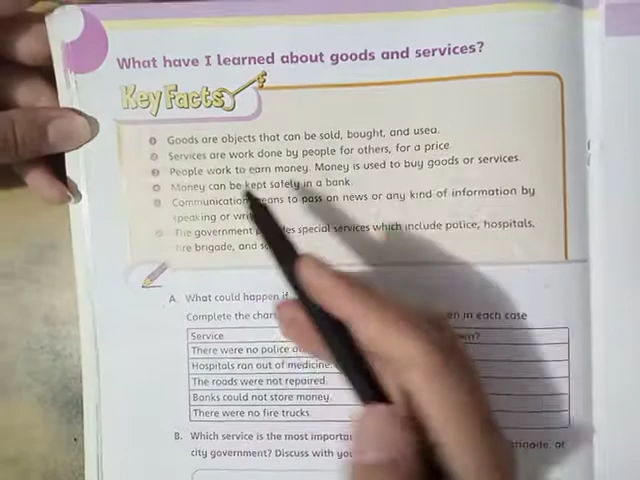 What have I learned about goods and services?
Key Facts
Goods are objects that can be sold, bought, and used.
Services are work done by people for others, for a price
People work to earn money. Money is used to buy goods or services.
Money can be kept safely in a bank.
Communication means to pass on news or any kind of information by
speaking or
The government special services which include police, hospitals,
fire brigade, and
A. What could happen if
Complete the in each case
Service
There were no police
Hospitals ran out of medicine.
The roads were not repaired.
Banks could not store money.
There were no fire trucks.
B. Which service is the most
city government? Discuss with